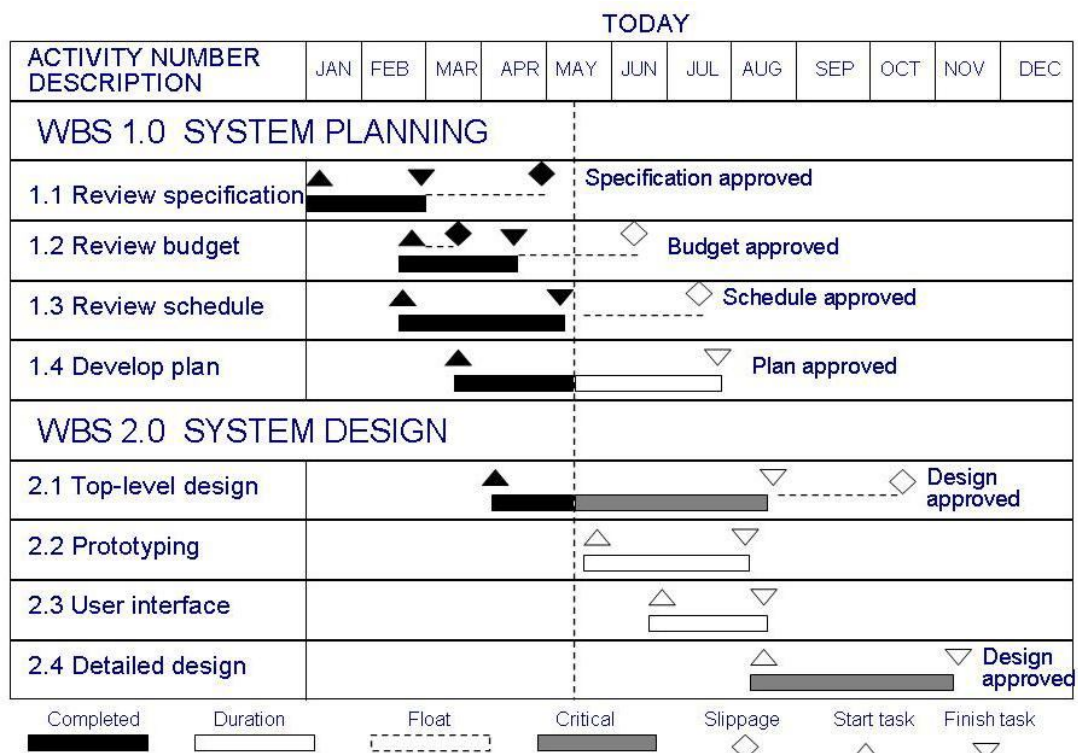 TODAY
ACTIVITY NUMBER JAN FEB MAR APR MAY JUN JUL AUG SEP OCT NOV DEC
DESCRIPTION
WBS 1.0 SYSTEM PLANNING
1.1 Review specification Specification approved
1.2 Review budget Budget approved
1.3 Review schedule Schedule approved
1.4 Develop plan Plan approved
WBS 2.0 SYSTEM DESIGN
2.1 Top-level design Design
approved
2.2 Prototyping
2.3 User interface
2.4 Detailed design Design
approved
Completed Duration Float Critical Slippage Start task Finish task